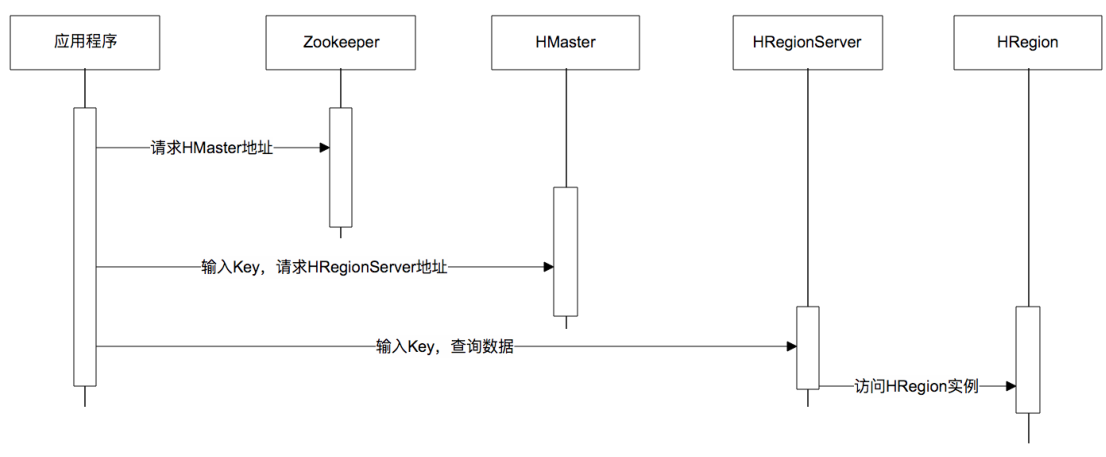 应用程序
Zookeeper
HMaster
HRegionServer
HRegion
请求HMaster地址
输入Key，请求HRegionServer地址
输入Key，查询数据
访问HRegion实例